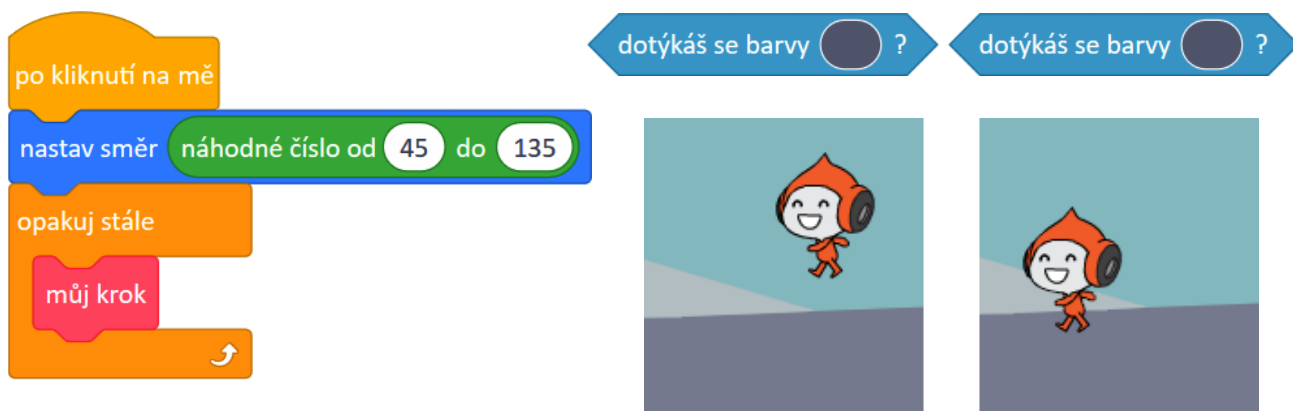 po kliknutí na mě
nastav směr náhodné číslo od 45 do 135
opakuj stále
můj krok
dotýkáš se barvy ?
dotýkáš se barvy ?